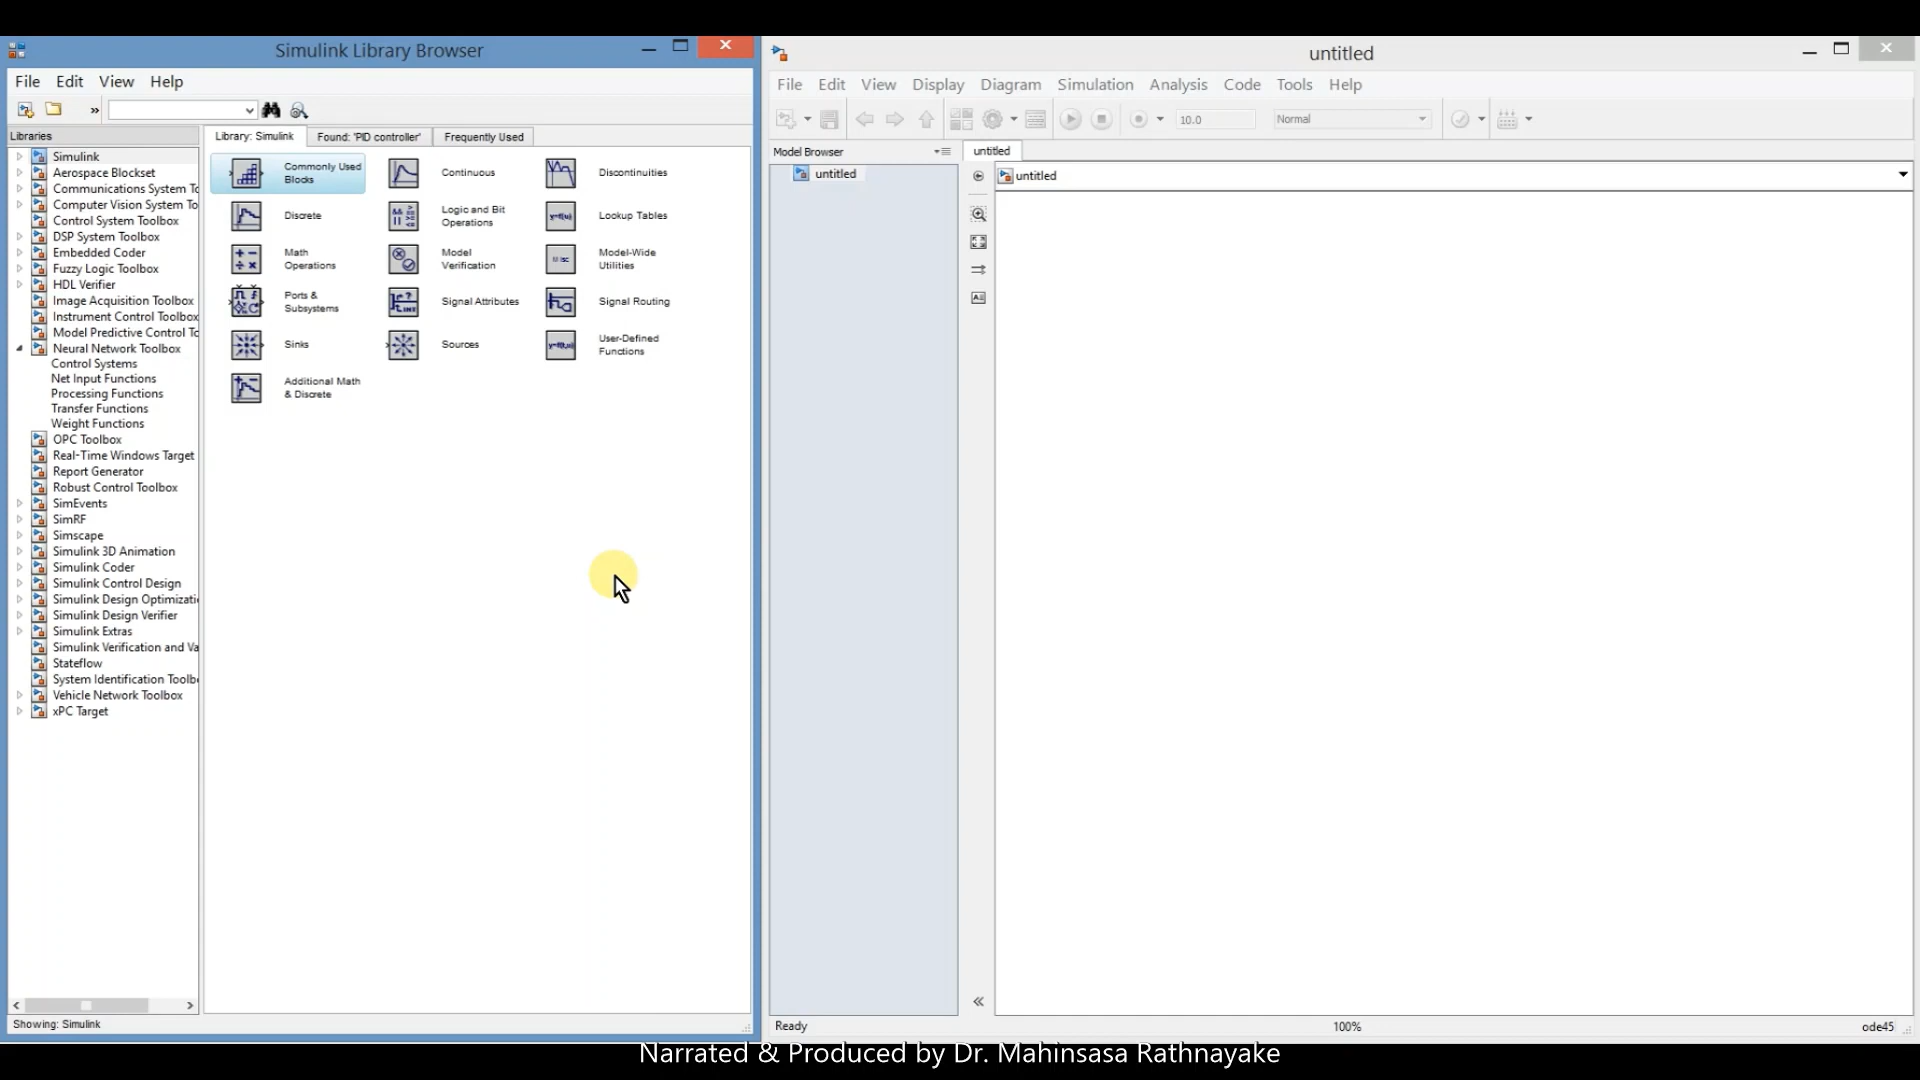 Simulink Library Browser
File Edit View Help
»
Libraries
Simulink
Aerospace Blockset
Communications System To
Computer Vision System To
Control System Toolbox
DSP System Toolbox
Embedded Coder
Fuzzy Logic Toolbox
HDL Verifier
Image Acquisition Toolbox
Instrument Control Toolbox
Model Predictive Control To
Neural Network Toolbox
Control Systems
Net Input Functions
Processing Functions
Transfer Functions
Weight Functions
OPC Toolbox
Real-Time Windows Target
Report Generator
Robust Control Toolbox
SimEvents
SimRF
Simscape
Simulink 3D Animation
Simulink Coder
Simulink Control Design
Simulink Design Optimizati
Simulink Design Verifier
Simulink Extras
Simulink Verification and Va
Stateflow
System Identification Toolb
Vehicle Network Toolbox
xPC Target
Showing: Simulink
Library: Simulink Found: 'PID controller' Frequently Used
Commonly Used
Blocks
Continuous
Discontinuities
Discrete
Logic and Bit
Operations
Lookup Tables
Math
Operations
Model
Verification
Model-Wide
Utilities
Ports &
Subsystems
Signal Attributes
Signal Routing
Sinks
Sources
User-Defined
Functions
Additional Math
& Discrete
untitled
File Edit View Display Diagram Simulation Analysis Code Tools Help
10.0 Normal
Model Browser
untitled
untitled
untitled
Ready 100% ode45
Narrated & Produced by Dr. Mahinsasa Rathnayake